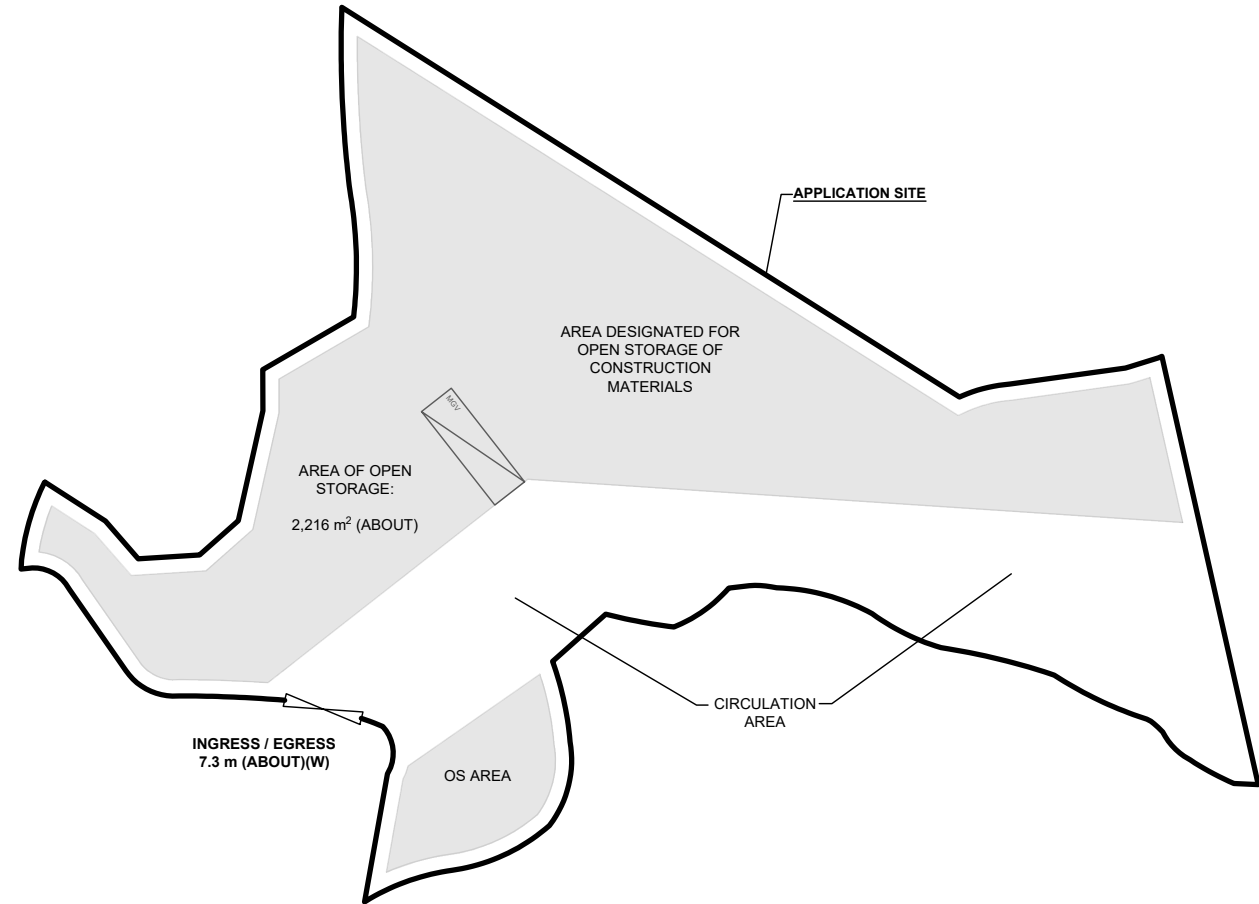 APPLICATION SITE
AREA DESIGNATED FOR
OPEN STORAGE OF
CONSTRUCTION
MATERIALS
MGV
AREA OF OPEN
STORAGE:
2,216 m² (ABOUT)
CIRCULATION
AREA
INGRESS / EGRESS
7.3 m (ABOUT)(W)
OS AREA